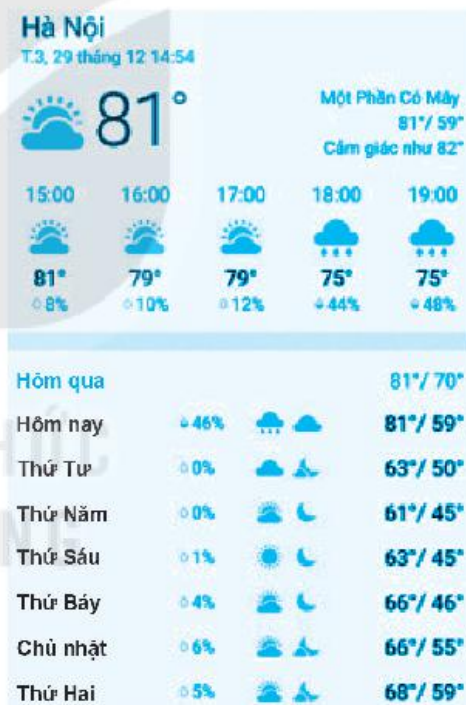 Hà Nội
T.3, 29 tháng 12 14:54
81°
Một Phần Có Mây
81°/ 59°
Cảm giác như 82°
15:00 16:00 17:00 18:00 19:00
81° 79° 79° 75° 75°
8% 10% 12% 44% 48%
Hôm qua 81°/ 70°
Hôm nay 46% 81°/ 59°
Thứ Tư 0% 63°/ 50°
Thứ Năm 0% 61°/ 45°
Thứ Sáu 1% 63°/ 45°
Thứ Bảy 4% 66°/ 46°
Chủ nhật 6% 66°/ 55°
Thứ Hai 5% 68°/ 59°